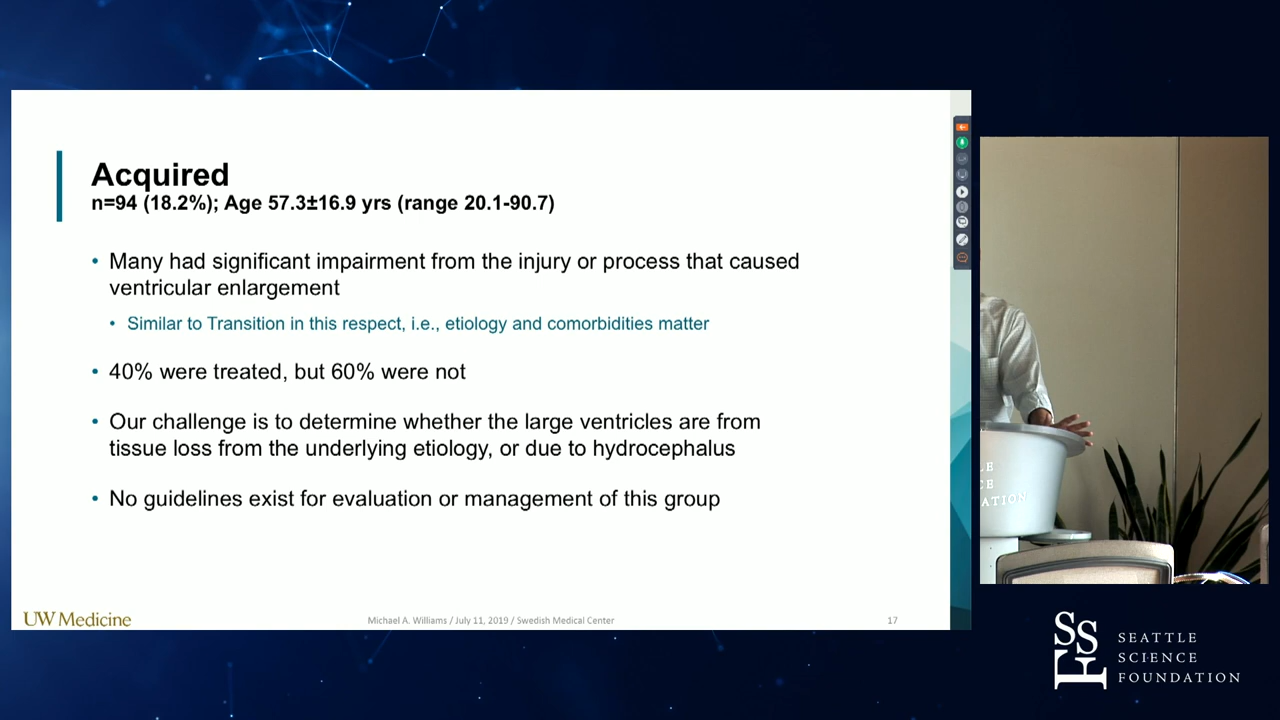 Acquired
n=94 (18.2%); Age 57.3±16.9 yrs (range 20.1-90.7)
• Many had significant impairment from the injury or process that caused
ventricular enlargement
• Similar to Transition in this respect, i.e., etiology and comorbidities matter
• 40% were treated, but 60% were not
• Our challenge is to determine whether the large ventricles are from
tissue loss from the underlying etiology, or due to hydrocephalus
• No guidelines exist for evaluation or management of this group
UW Medicine
Michael A. Williams / July 11, 2019 / Swedish Medical Center
17
LE
CE
ATION
SSF
SEATTLE
SCIENCE
FOUNDATION